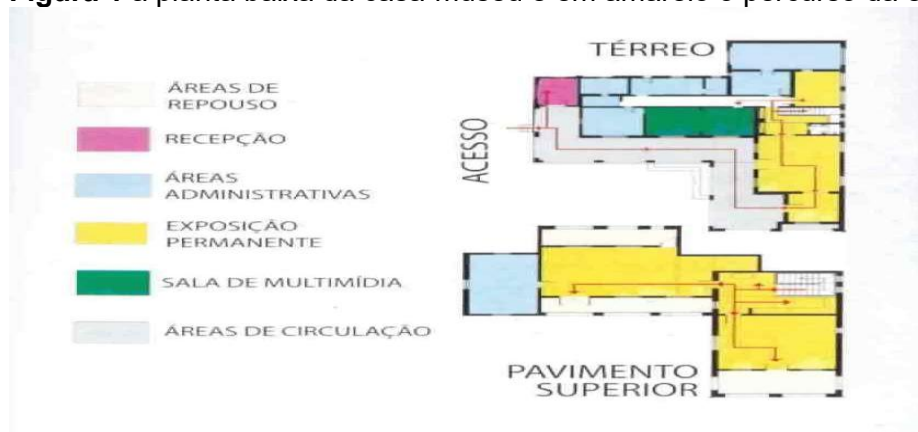 TÉRREO
ÁREAS DE
REPOUSO
RECEPÇÃO
ÁREAS
ADMINISTRATIVAS
EXPOSIÇÃO
PERMANENTE
SALA DE MULTIMÍDIA
ÁREAS DE CIRCULAÇÃO
ACESSO
PAVIMENTO
SUPERIOR